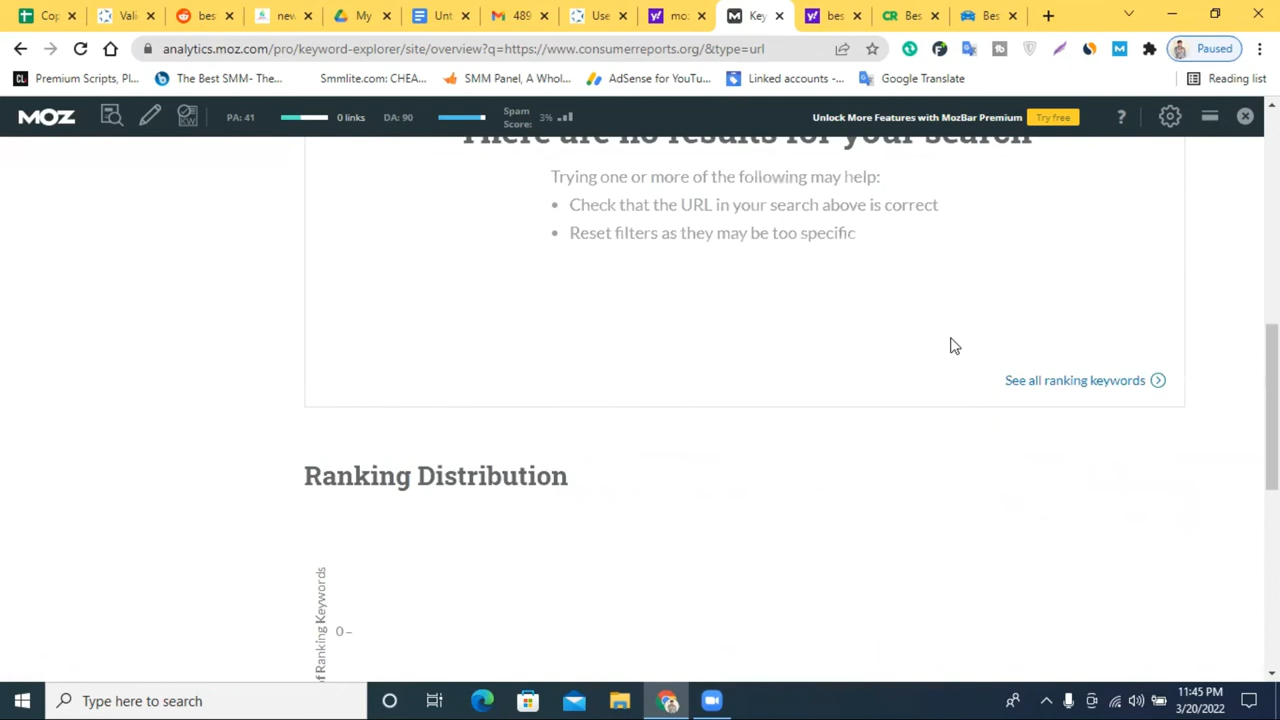 Cop
Vali
bes
new
My
Unt
489
Use
mo:
Key
bes
CR Bes
Bes
analytics.moz.com/pro/keyword-explorer/site/overview?q=https://www.consumerreports.org/&type=url
Paused
CL Premium Scripts, Pl...
The Best SMM- The...
Smmlite.com: CHEA...
SMM Panel, A Whol...
AdSense for YouTu...
Linked accounts -...
Google Translate
Reading list
MOZ
PA: 41
0 links
DA: 90
Spam Score: 3%
Unlock More Features with MozBar Premium
Try free
?
There are no results for your search
Trying one or more of the following may help:
• Check that the URL in your search above is correct
• Reset filters as they may be too specific
See all ranking keywords
Ranking Distribution
of Ranking Keywords
0
Type here to search
11:45 PM
3/20/2022